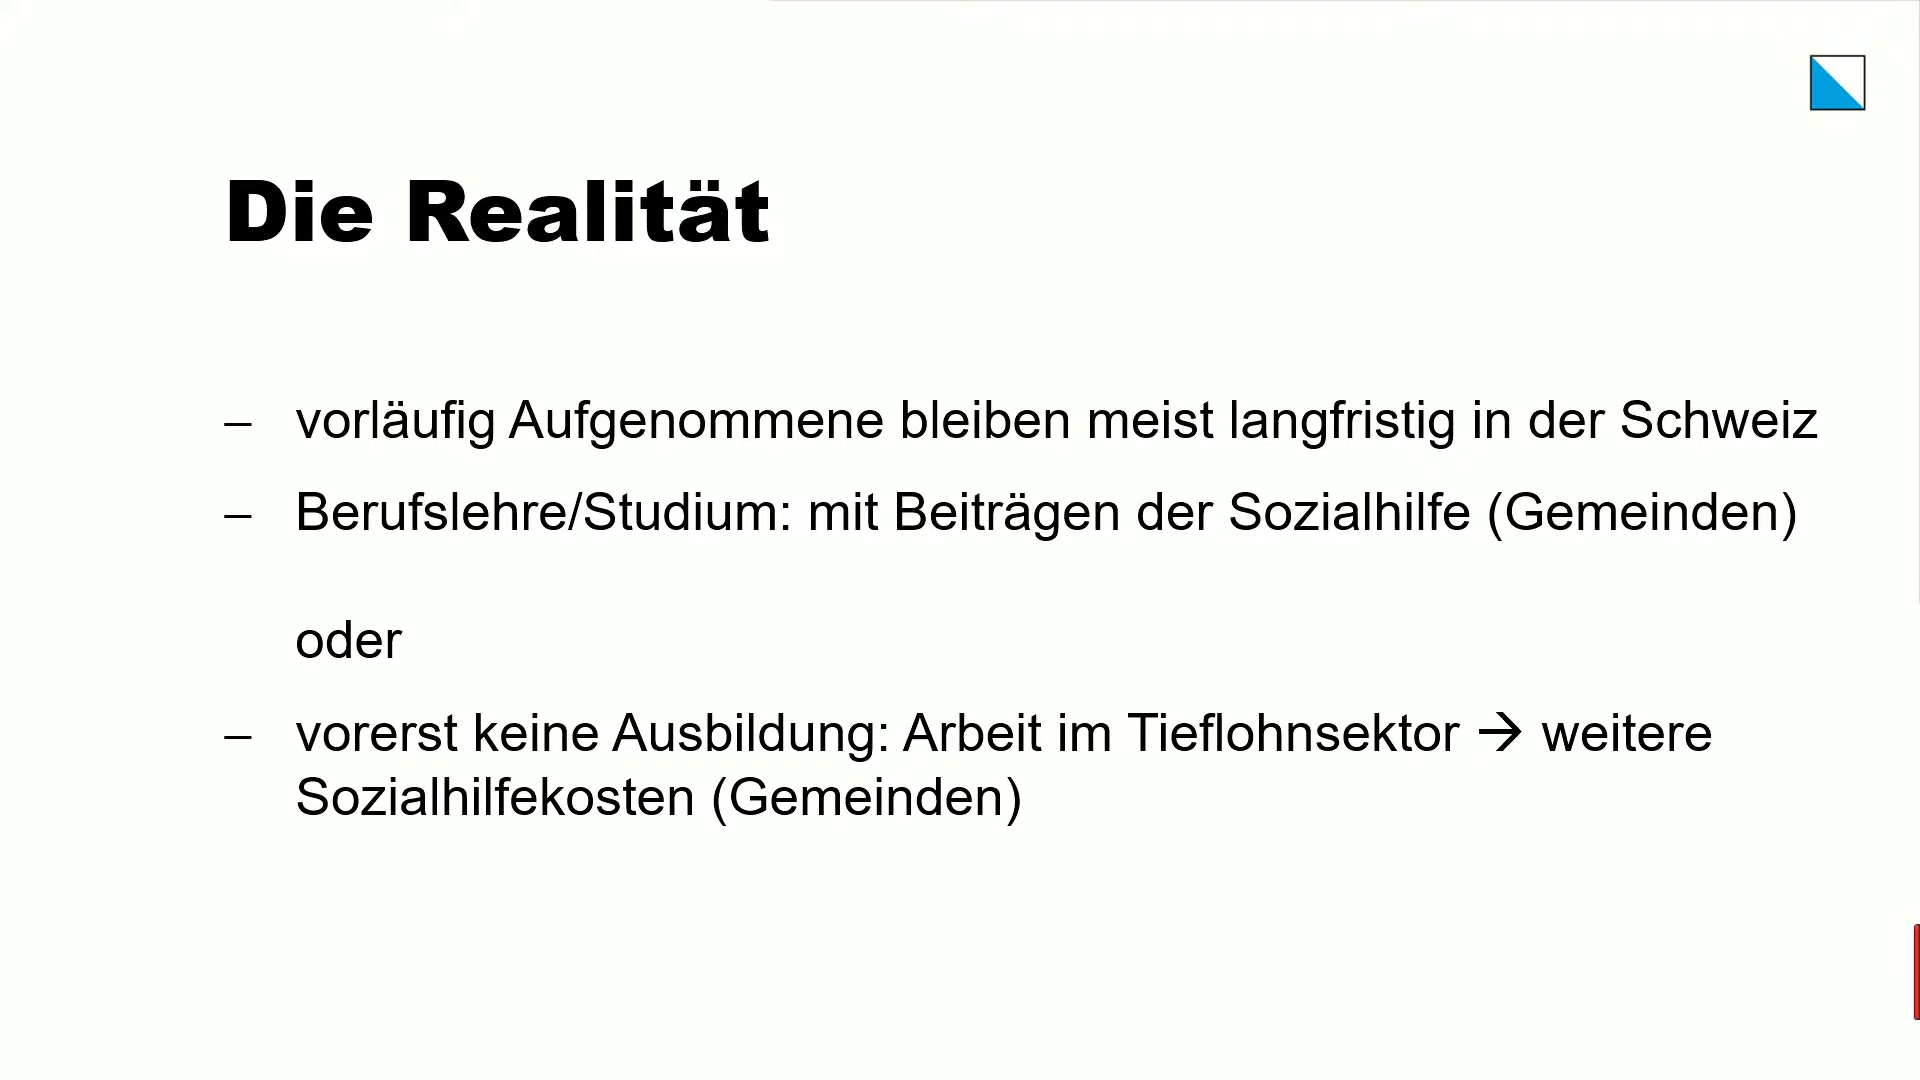 Die Realität
– vorläufig Aufgenommene bleiben meist langfristig in der Schweiz
– Berufslehre/Studium: mit Beiträgen der Sozialhilfe (Gemeinden)
oder
– vorerst keine Ausbildung: Arbeit im Tieflohnsektor → weitere
Sozialhilfekosten (Gemeinden)